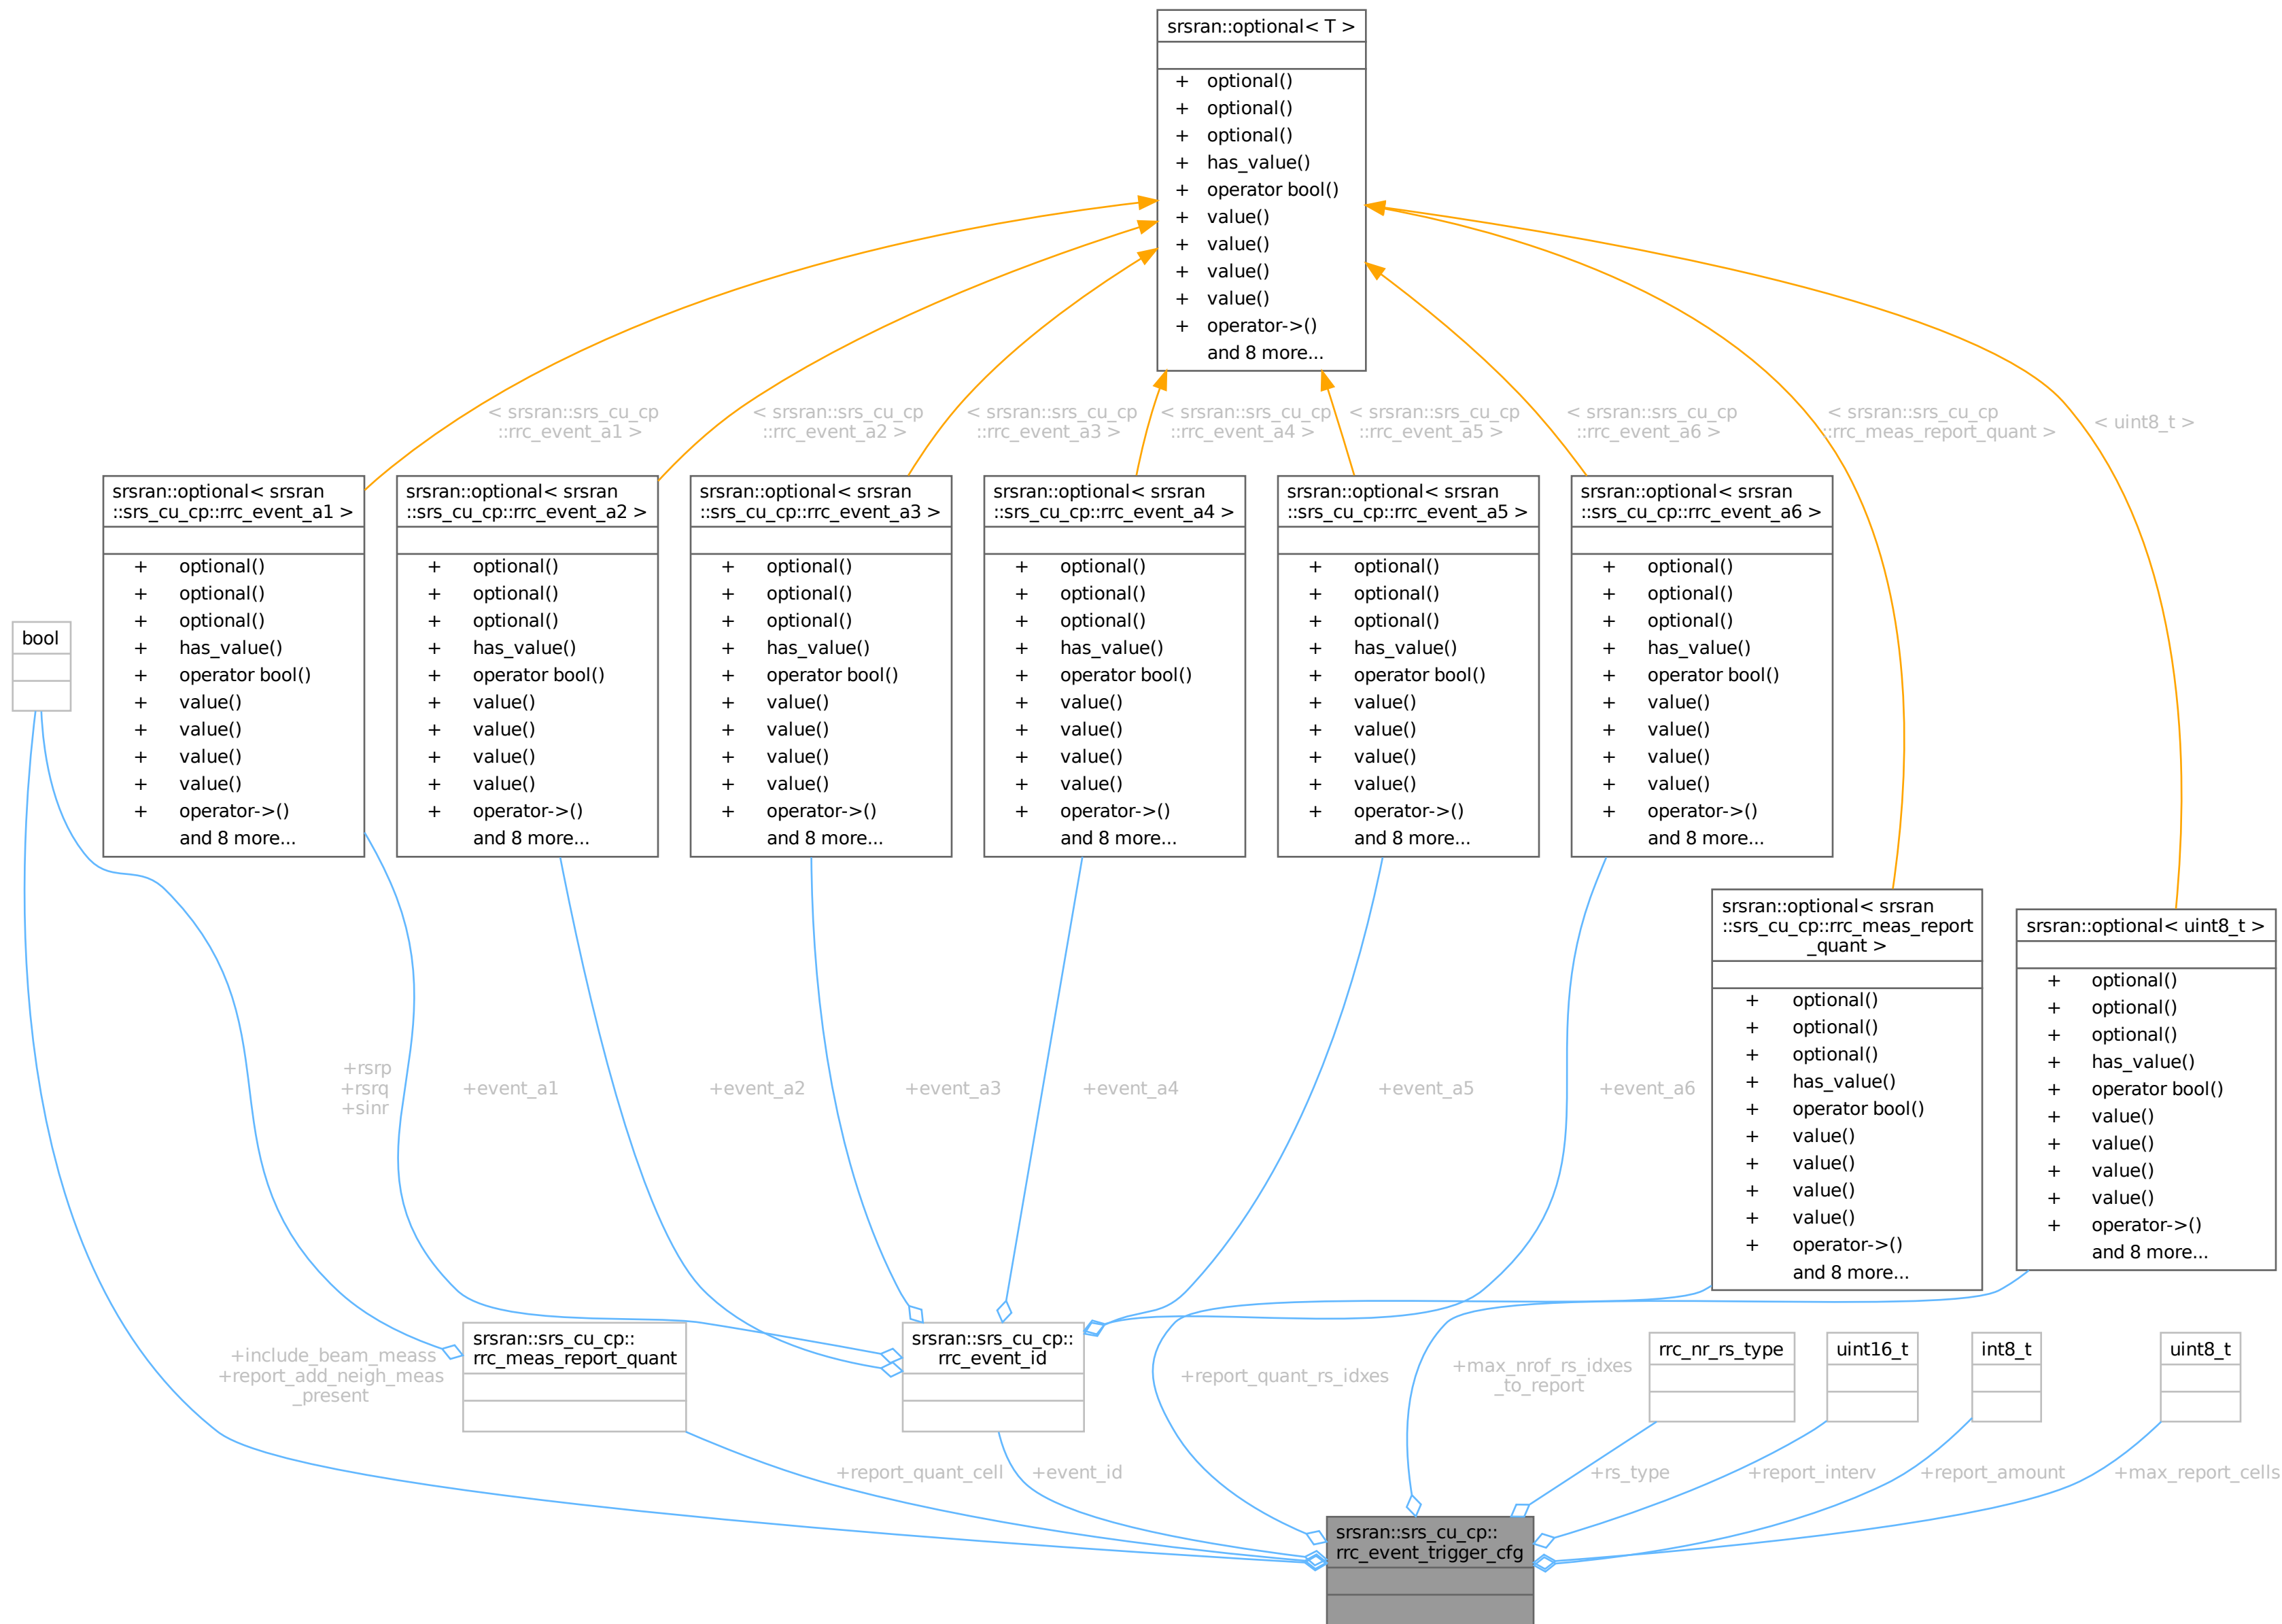 srsran::optional< T >
+ optional()
+ optional()
+ optional()
+ has_value()
+ operator bool()
+ value()
+ value()
+ value()
+ value()
+ operator->()
and 8 more...
< srsran::srs_cu_cp
::rrc_event_a1 >
< srsran::srs_cu_cp
::rrc_event_a2 >
< srsran::srs_cu_cp
::rrc_event_a3 >
< srsran::srs_cu_cp
::rrc_event_a4 >
< srsran::srs_cu_cp
::rrc_event_a5 >
< srsran::srs_cu_cp
::rrc_event_a6 >
< srsran::srs_cu_cp
::rrc_meas_report_quant >
< uint8_t >
srsran::optional< srsran
::srs_cu_cp::rrc_event_a1 >
+ optional()
+ optional()
+ optional()
+ has_value()
+ operator bool()
+ value()
+ value()
+ value()
+ value()
+ operator->()
and 8 more...
srsran::optional< srsran
::srs_cu_cp::rrc_event_a2 >
+ optional()
+ optional()
+ optional()
+ has_value()
+ operator bool()
+ value()
+ value()
+ value()
+ value()
+ operator->()
and 8 more...
srsran::optional< srsran
::srs_cu_cp::rrc_event_a3 >
+ optional()
+ optional()
+ optional()
+ has_value()
+ operator bool()
+ value()
+ value()
+ value()
+ value()
+ operator->()
and 8 more...
srsran::optional< srsran
::srs_cu_cp::rrc_event_a4 >
+ optional()
+ optional()
+ optional()
+ has_value()
+ operator bool()
+ value()
+ value()
+ value()
+ value()
+ operator->()
and 8 more...
srsran::optional< srsran
::srs_cu_cp::rrc_event_a5 >
+ optional()
+ optional()
+ optional()
+ has_value()
+ operator bool()
+ value()
+ value()
+ value()
+ value()
+ operator->()
and 8 more...
srsran::optional< srsran
::srs_cu_cp::rrc_event_a6 >
+ optional()
+ optional()
+ optional()
+ has_value()
+ operator bool()
+ value()
+ value()
+ value()
+ value()
+ operator->()
and 8 more...
bool
srsran::optional< srsran
::srs_cu_cp::rrc_meas_report
_quant >
+ optional()
+ optional()
+ optional()
+ has_value()
+ operator bool()
+ value()
+ value()
+ value()
+ value()
+ operator->()
and 8 more...
srsran::optional< uint8_t >
+ optional()
+ optional()
+ optional()
+ has_value()
+ operator bool()
+ value()
+ value()
+ value()
+ value()
+ operator->()
and 8 more...
+rsrp
+rsrq
+sinr
+event_a1
+event_a2
+event_a3
+event_a4
+event_a5
+event_a6
+include_beam_meass
+report_add_neigh_meas
_present
srsran::srs_cu_cp::
rrc_meas_report_quant
srsran::srs_cu_cp::
rrc_event_id
+report_quant_rs_idxes
+max_nrof_rs_idxes
_to_report
rrc_nr_rs_type
uint16_t
int8_t
uint8_t
+report_quant_cell
+event_id
+rs_type
+report_interv
+report_amount
+max_report_cells
srsran::srs_cu_cp::
rrc_event_trigger_cfg